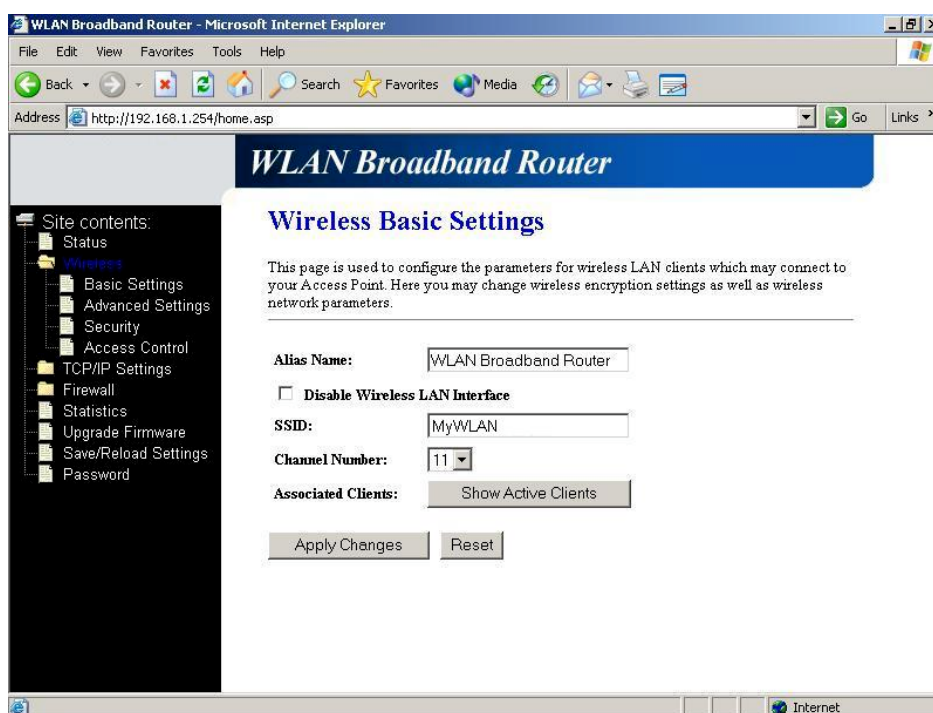 WLAN Broadband Router - Microsoft Internet Explorer
File Edit View Favorites Tools Help
Back Search Favorites Media
Address http://192.168.1.254/home.asp Go Links
WLAN Broadband Router
Site contents:
Status
Wireless
Basic Settings
Advanced Settings
Security
Access Control
TCP/IP Settings
Firewall
Statistics
Upgrade Firmware
Save/Reload Settings
Password
Wireless Basic Settings
This page is used to configure the parameters for wireless LAN clients which may connect to
your Access Point. Here you may change wireless encryption settings as well as wireless
network parameters.
Alias Name: WLAN Broadband Router
Disable Wireless LAN Interface
SSID: MyWLAN
Channel Number: 11
Associated Clients: Show Active Clients
Apply Changes Reset
Internet